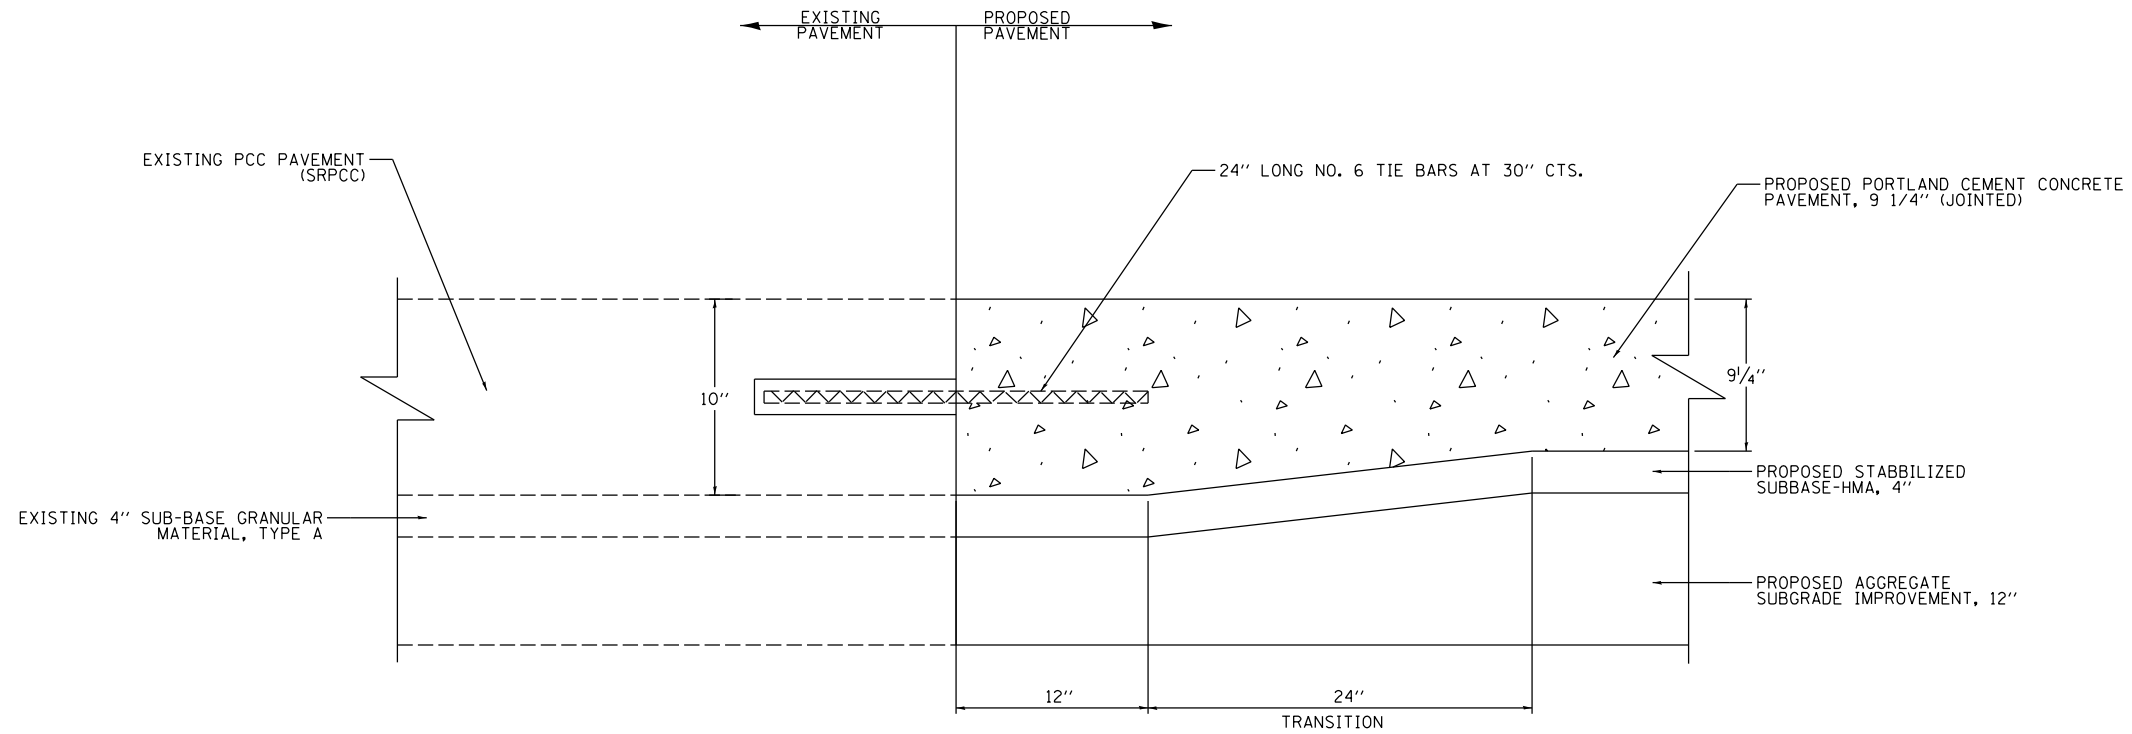 EXISTING
PAVEMENT
PROPOSED
PAVEMENT
EXISTING PCC PAVEMENT
(SRPCC)
24'' LONG NO. 6 TIE BARS AT 30'' CTS.
PROPOSED PORTLAND CEMENT CONCRETE
PAVEMENT, 9 1/4'' (JOINTED)
10''
9 1/4''
PROPOSED STABBILIZED
SUBBASE-HMA, 4''
EXISTING 4'' SUB-BASE GRANULAR
MATERIAL, TYPE A
PROPOSED AGGREGATE
SUBGRADE IMPROVEMENT, 12''
12''
24''
TRANSITION